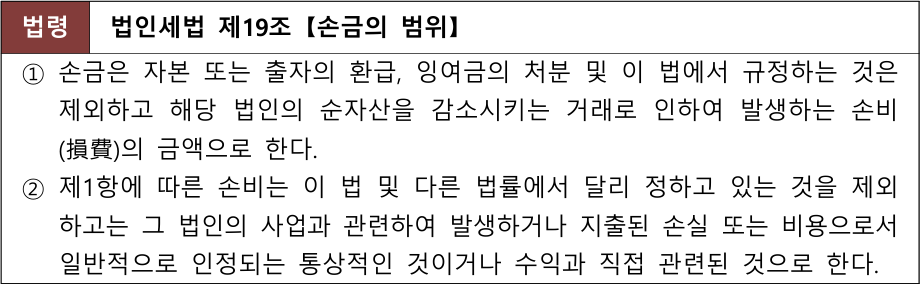 법령 법인세법 제19조【손금의 범위】
① 손금은 자본 또는 출자의 환급, 잉여금의 처분 및 이 법에서 규정하는 것은
제외하고 해당 법인의 순자산을 감소시키는 거래로 인하여 발생하는 손비
(損費)의 금액으로 한다.
② 제1항에 따른 손비는 이 법 및 다른 법률에서 달리 정하고 있는 것을 제외
하고는 그 법인의 사업과 관련하여 발생하거나 지출된 손실 또는 비용으로서
일반적으로 인정되는 통상적인 것이거나 수익과 직접 관련된 것으로 한다.